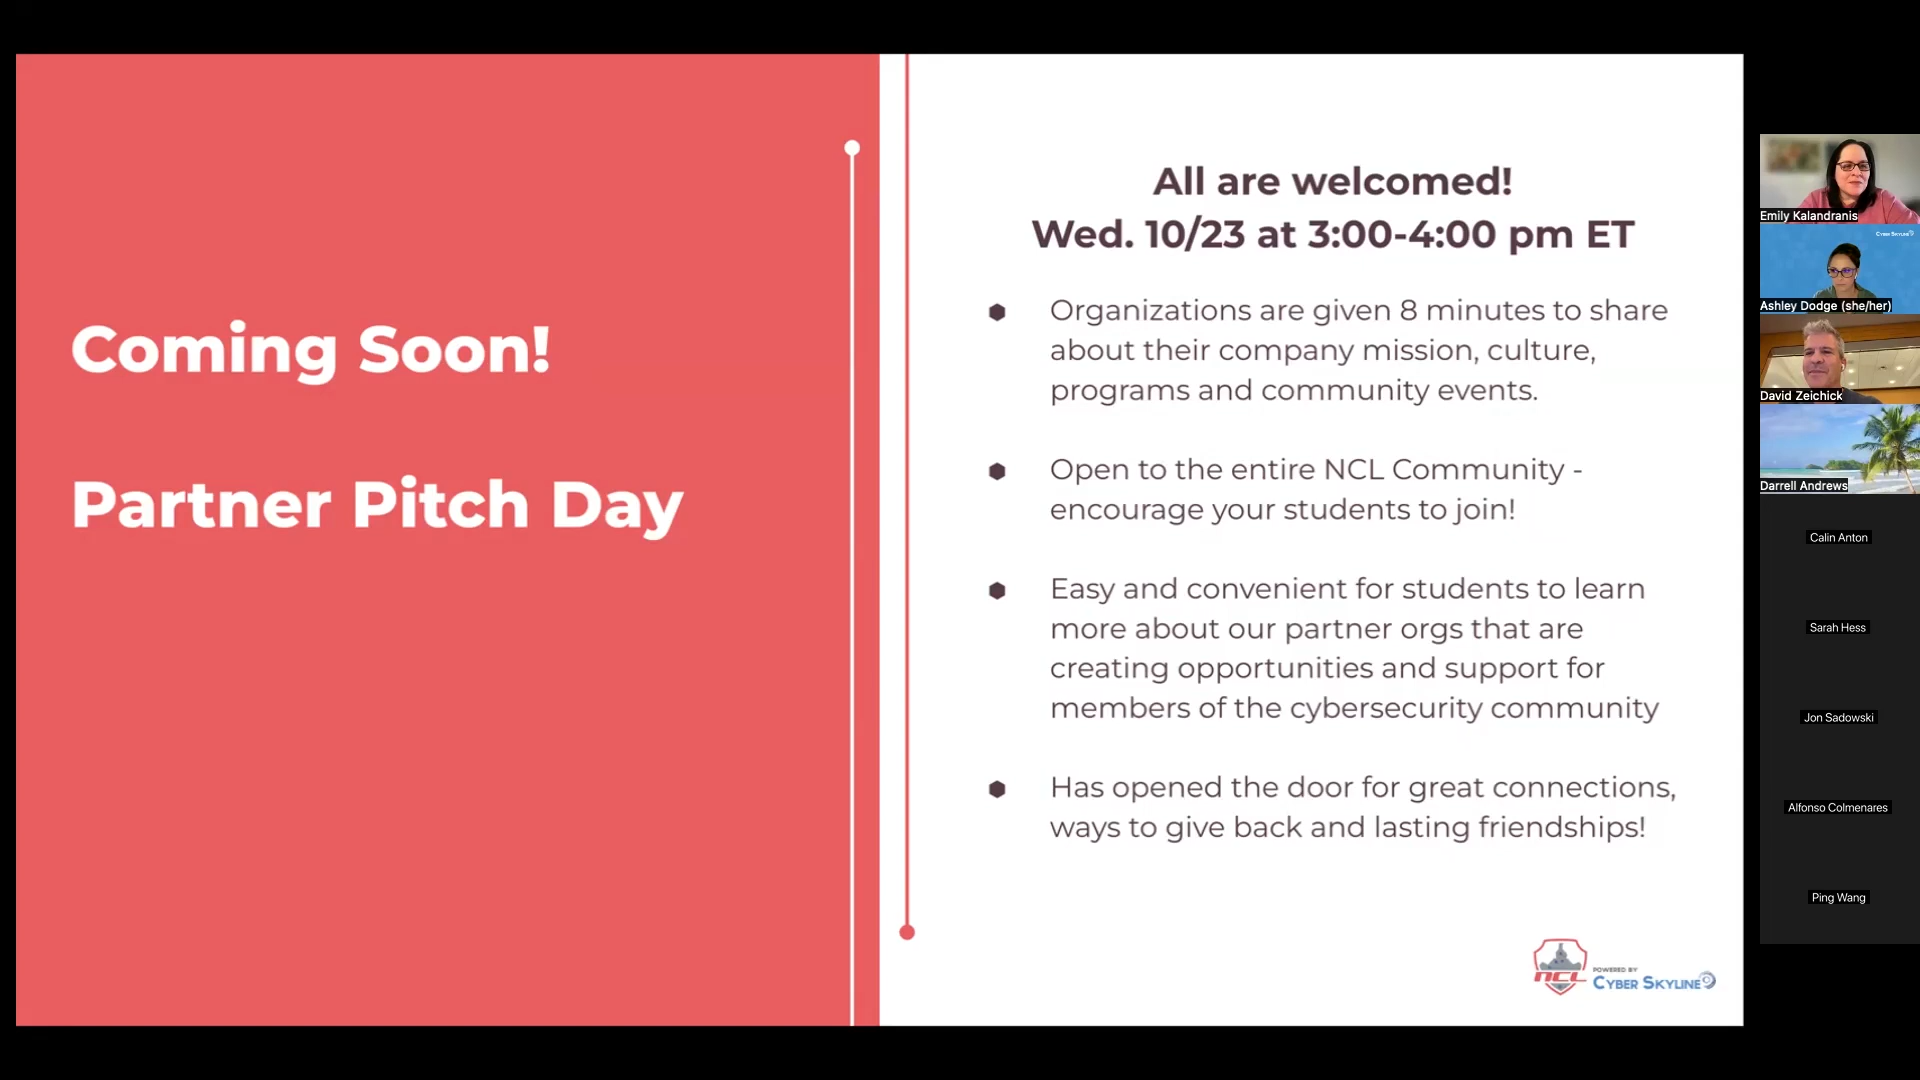 Coming Soon!
Partner Pitch Day
All are welcomed!
Wed. 10/23 at 3:00-4:00 pm ET
Organizations are given 8 minutes to share
about their company mission, culture,
programs and community events.
Open to the entire NCL Community -
encourage your students to join!
Easy and convenient for students to learn
more about our partner orgs that are
creating opportunities and support for
members of the cybersecurity community
Has opened the door for great connections,
ways to give back and lasting friendships!
NCL
POWERED BY
CYBER SKYLINE
Emily Kalandranis
CYBER SKYLINE
Ashley Dodge (she/her)
David Zeichick
Darrell Andrews
Calin Anton
Sarah Hess
Jon Sadowski
Alfonso Colmenares
Ping Wang